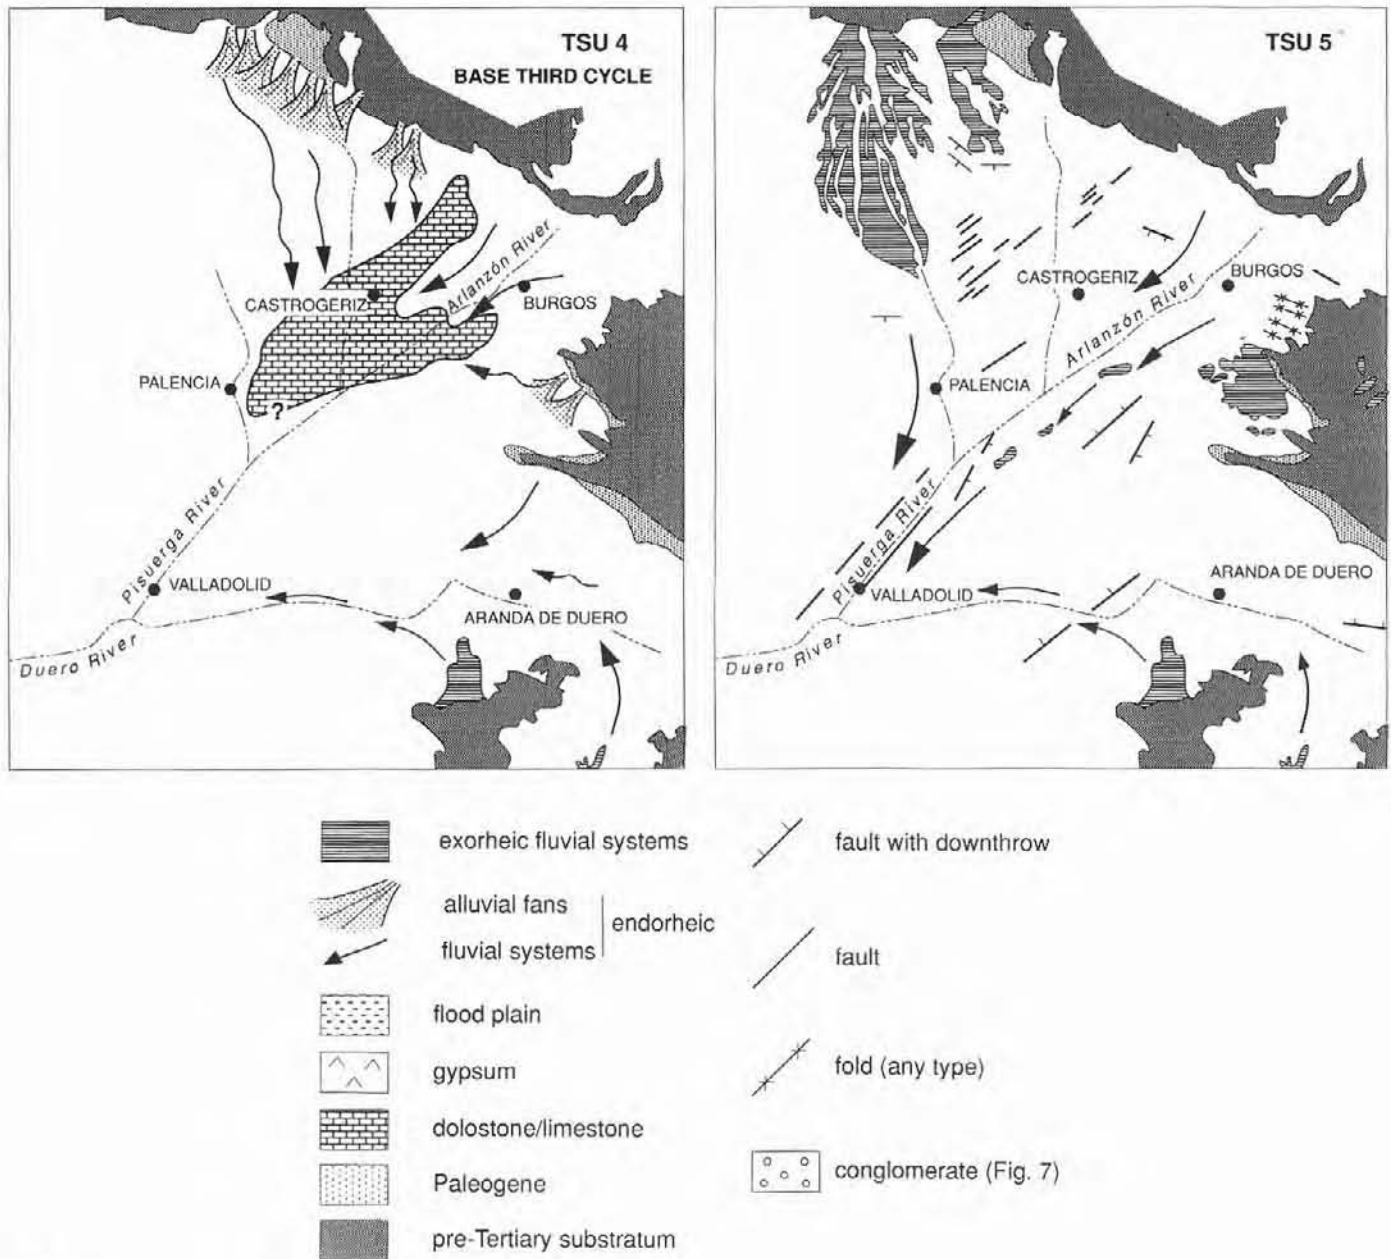 TSU 4
BASE THIRD CYCLE
CASTROGERIZ
Arlanzón River
BURGOS
PALENCIA
?
Pisuerga River
VALLADOLID
ARANDA DE DUERO
Duero River
TSU 5
CASTROGERIZ
BURGOS
Arlanzón River
PALENCIA
Pisuerga River
ARANDA DE DUERO
VALLADOLID
Duero River
exorheic fluvial systems
alluvial fans
endorheic
fluvial systems
flood plain
gypsum
dolostone/limestone
Paleogene
pre-Tertiary substratum
fault with downthrow
fault
fold (any type)
conglomerate (Fig. 7)